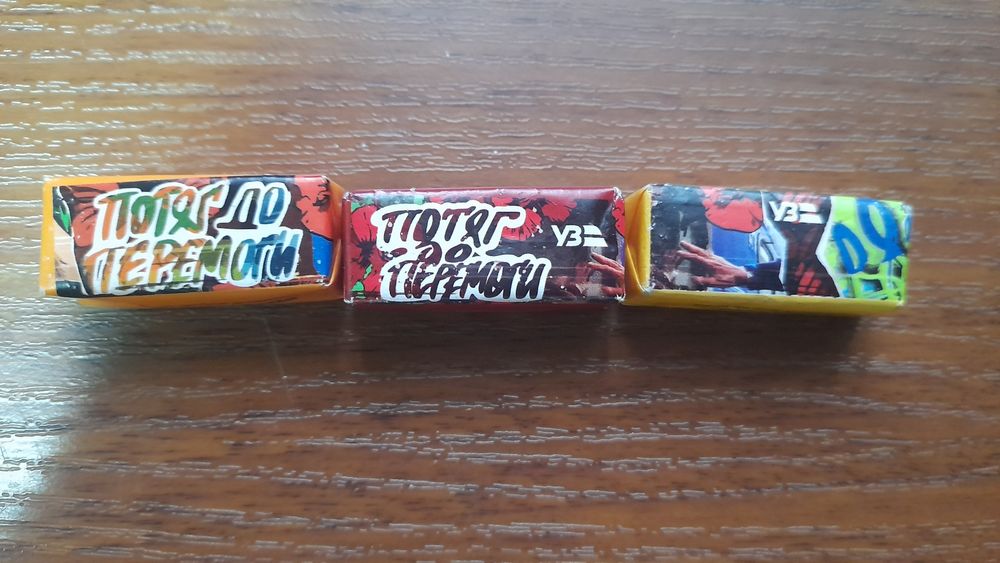 ПОТЯГ ДО
ПЕРЕМОГИ
ПОТЯГ
ДО
ПЕРЕМОГИ
УЗ
УЗ